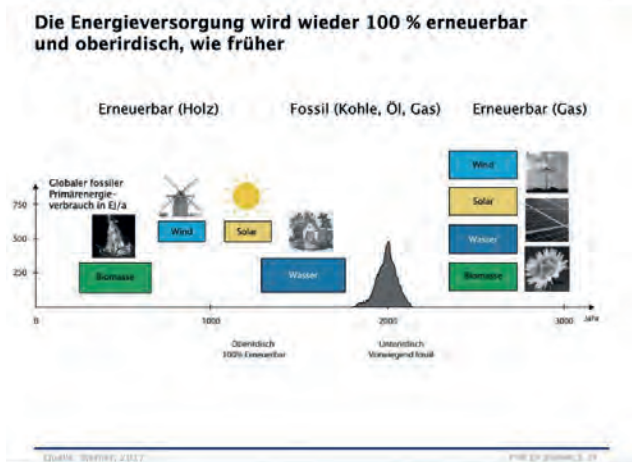 Die Energieversorgung wird wieder 100 % erneuerbar
und oberirdisch, wie früher
Erneuerbar (Holz)
Fossil (Kohle, Öl, Gas)
Erneuerbar (Gas)
Globaler fossiler
Primärenergie-
verbrauch in EJ/a
750
500
250
Biomasse
Wind
Solar
Wasser
Wind
Solar
Wasser
Biomasse
0
1000
2000
3000
Jahr
Oberirdisch
100% Erneuerbar
Unterirdisch
Vorwiegend fossil
Quelle: Sterner, 2017